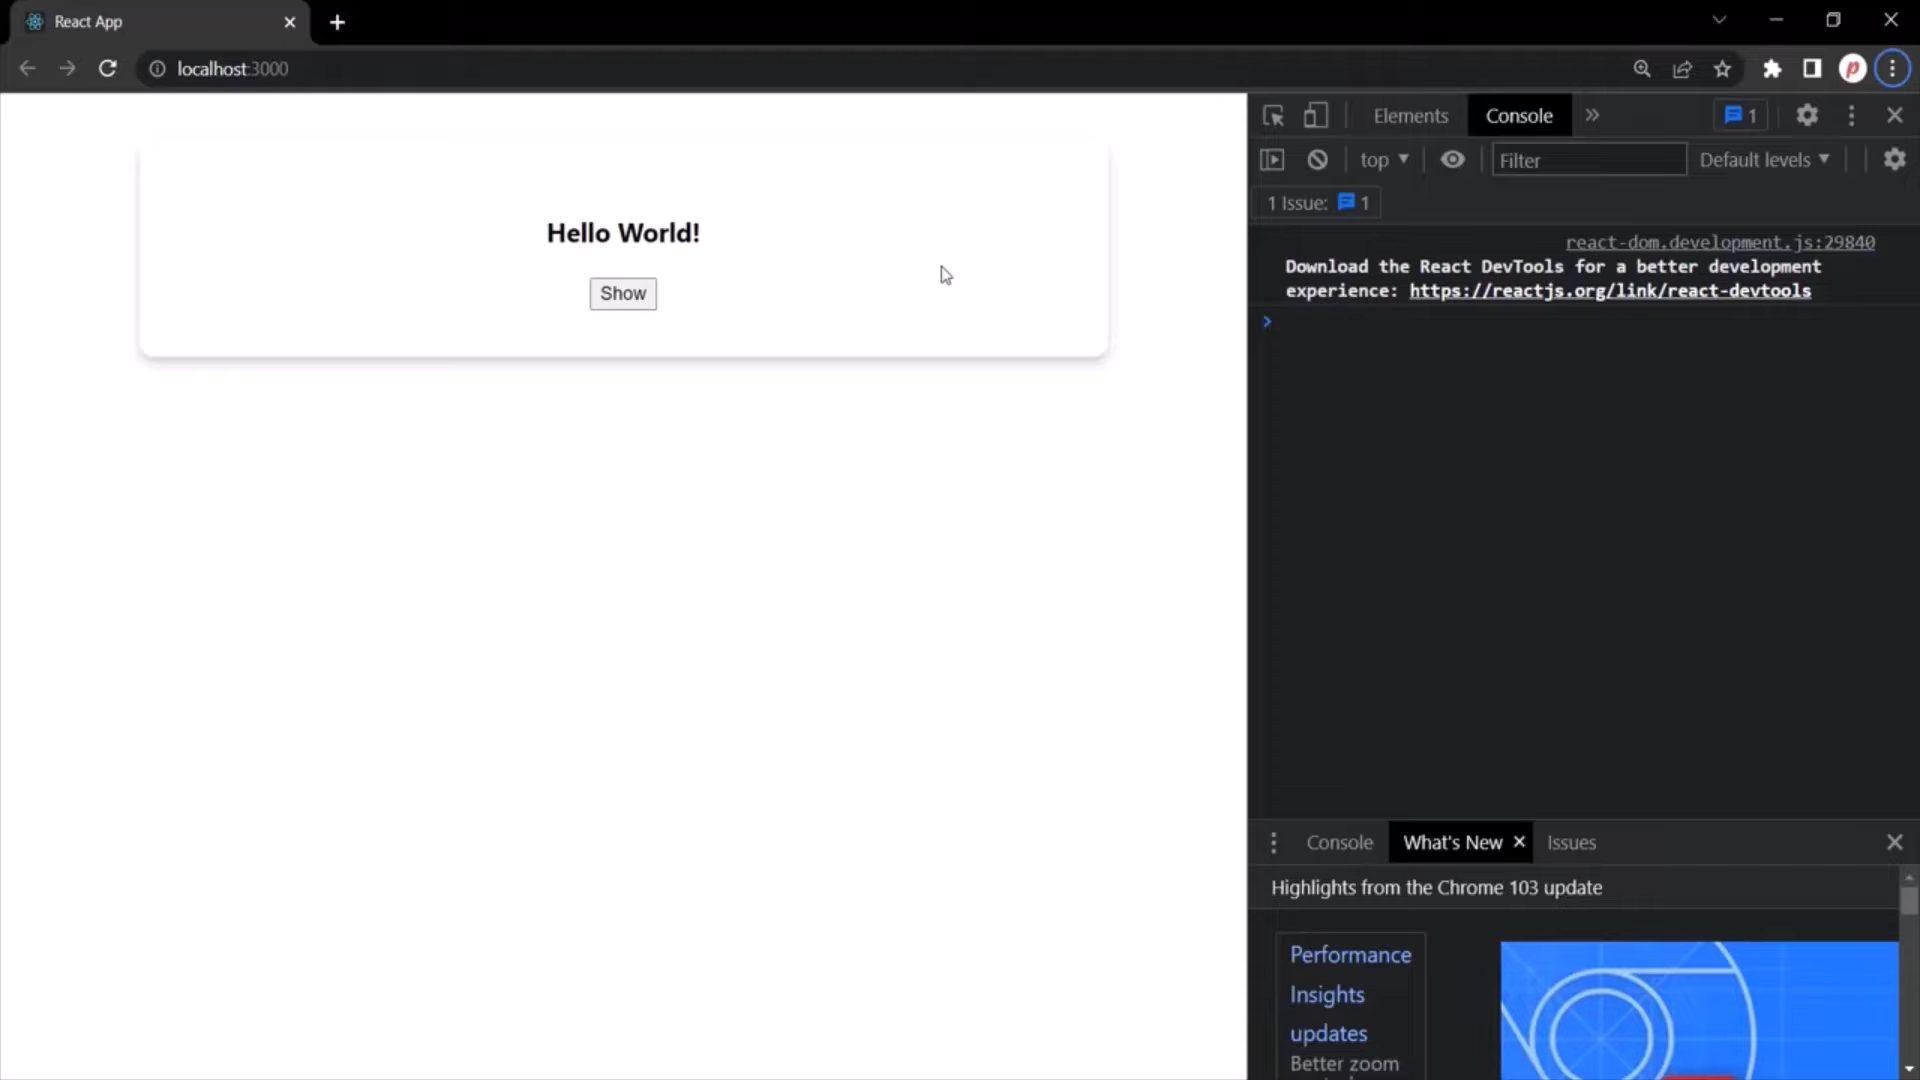 React App
localhost:3000
Elements
Console
1
top
Filter
Default levels
1 Issue:
1
Hello World!
Show
react-dom.development.js:29840
Download the React DevTools for a better development
experience: https://reactjs.org/link/react-devtools
Console
What's New
Issues
Highlights from the Chrome 103 update
Performance
Insights
updates
Better zoom